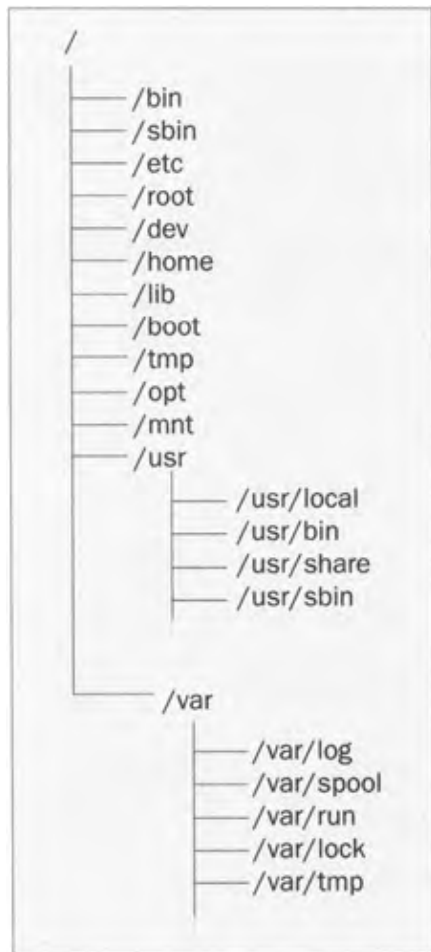 /
/bin
/sbin
/etc
/root
/dev
/home
/lib
/boot
/tmp
/opt
/mnt
/usr
/usr/local
/usr/bin
/usr/share
/usr/sbin
/var
/var/log
/var/spool
/var/run
/var/lock
/var/tmp